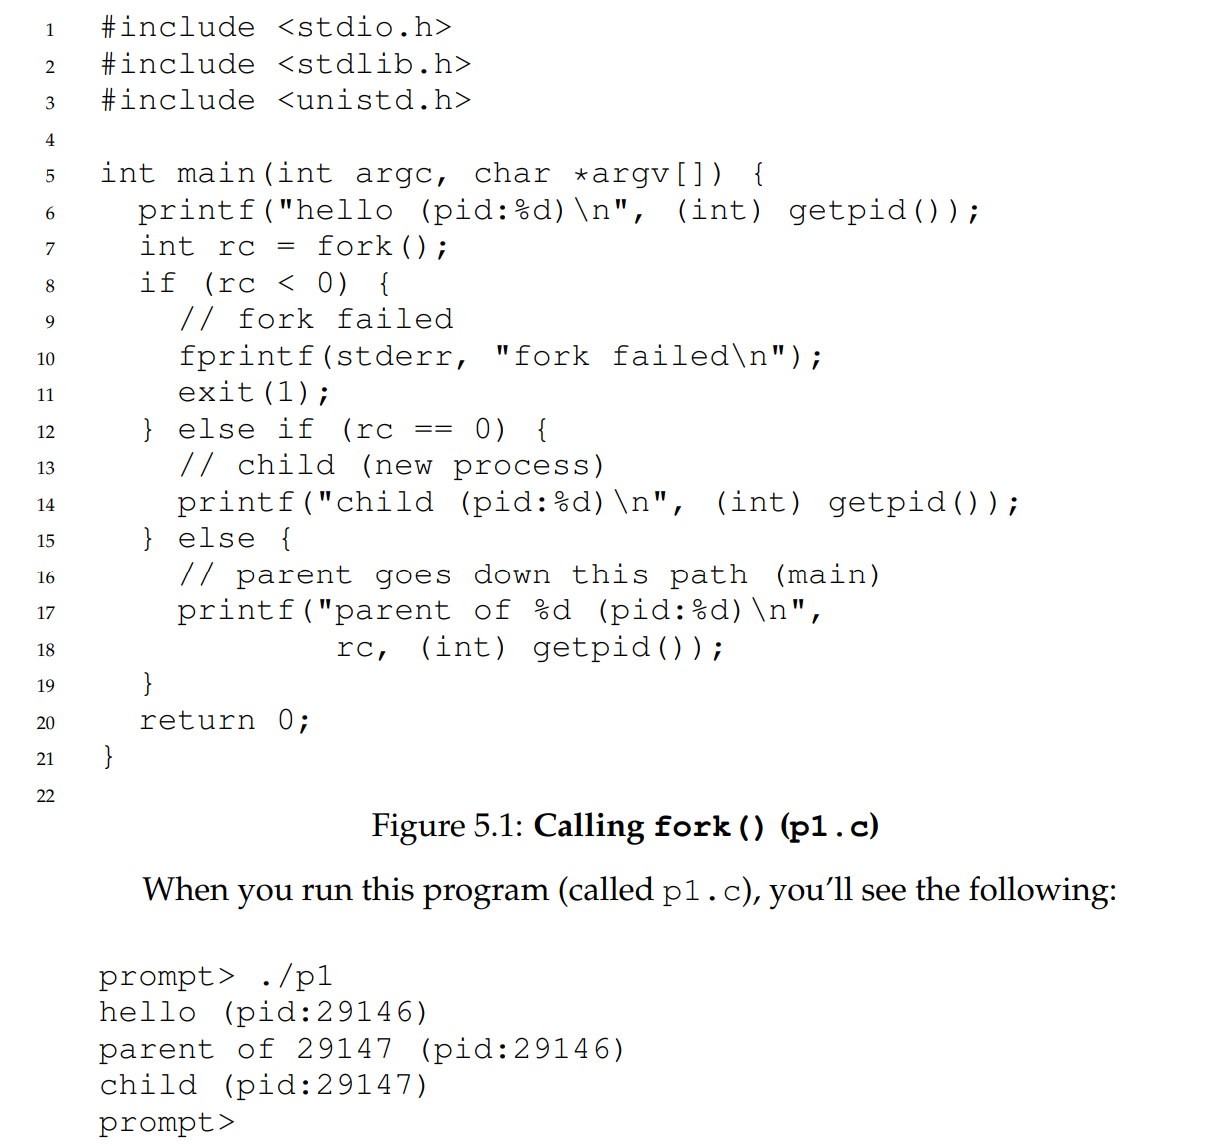 1 #include <stdio.h>
2 #include <stdlib.h>
3 #include <unistd.h>
4
5 int main(int argc, char *argv[]) {
6   printf("hello (pid:%d)\n", (int) getpid());
7   int rc = fork();
8   if (rc < 0) {
9     // fork failed
10     fprintf(stderr, "fork failed\n");
11     exit(1);
12   } else if (rc == 0) {
13     // child (new process)
14     printf("child (pid:%d)\n", (int) getpid());
15   } else {
16     // parent goes down this path (main)
17     printf("parent of %d (pid:%d)\n",
18             rc, (int) getpid());
19   }
20   return 0;
21 }
22
Figure 5.1: Calling fork() (p1.c)
When you run this program (called p1.c), you’ll see the following:
prompt> ./p1
hello (pid:29146)
parent of 29147 (pid:29146)
child (pid:29147)
prompt>